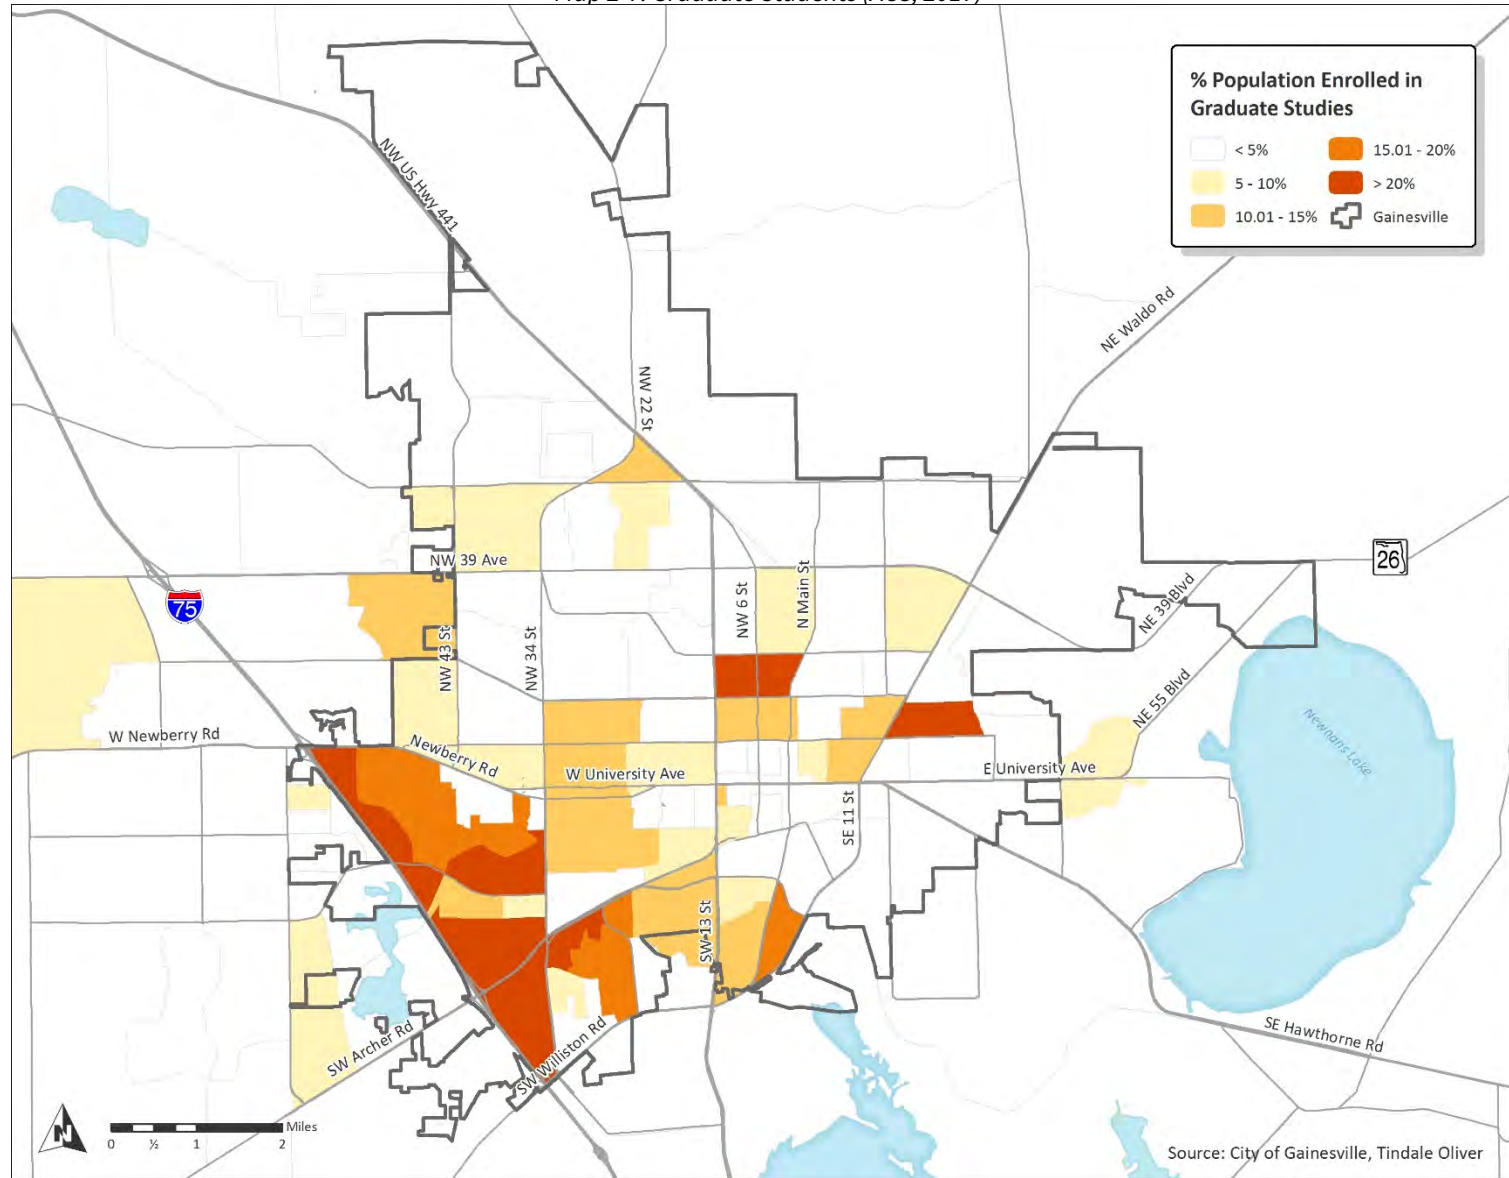 % Population Enrolled in
Graduate Studies
< 5%
15.01 - 20%
5 - 10%
> 20%
10.01 - 15%
Gainesville
NW US Hwy 441
NE Waldo Rd
NW 22 St
26
NW 39 Ave
75
NW 43 St
NW 34 St
NW 6 St
N Main St
NE 39 Blvd
NE 55 Blvd
W Newberry Rd
Newberry Rd
W University Ave
E University Ave
Newnans Lake
SE 11 St
SW 13 St
SW Archer Rd
SW Williston Rd
SE Hawthorne Rd
N
Miles
0 ½ 1 2
Source: City of Gainesville, Tindale Oliver